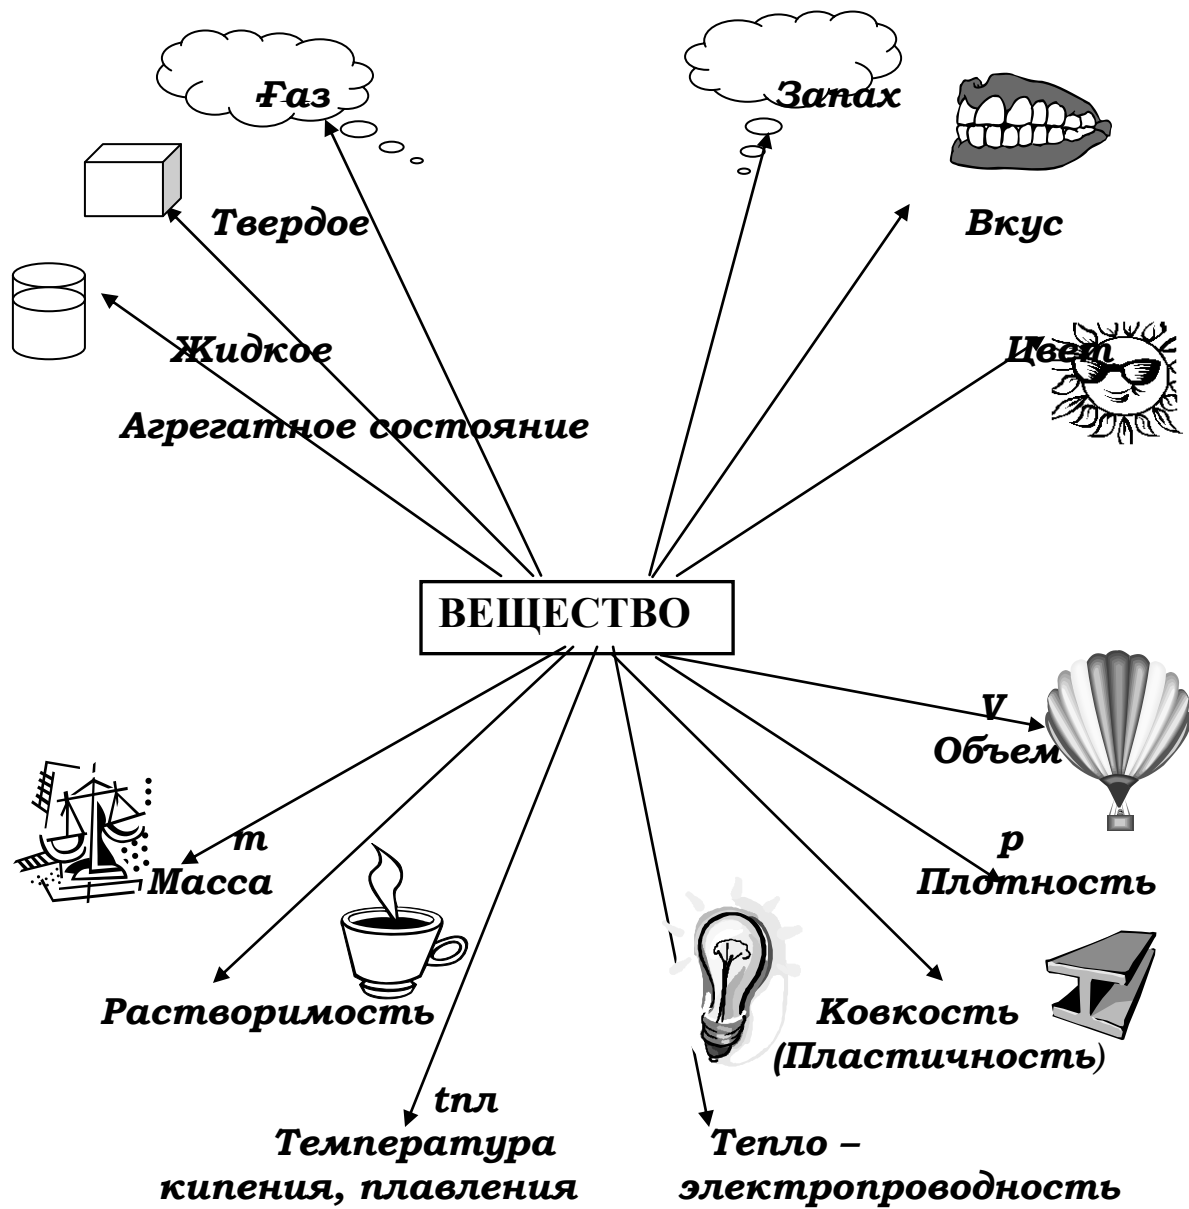 Газ
Запах
Твердое
Вкус
Жидкое
Цвет
Агрегатное состояние
ВЕЩЕСТВО
V
Объем
m
Масса
p
Плотность
Растворимость
Ковкость
(Пластичность)
tпл
Температура
кипения, плавления
Тепло –
электропроводность